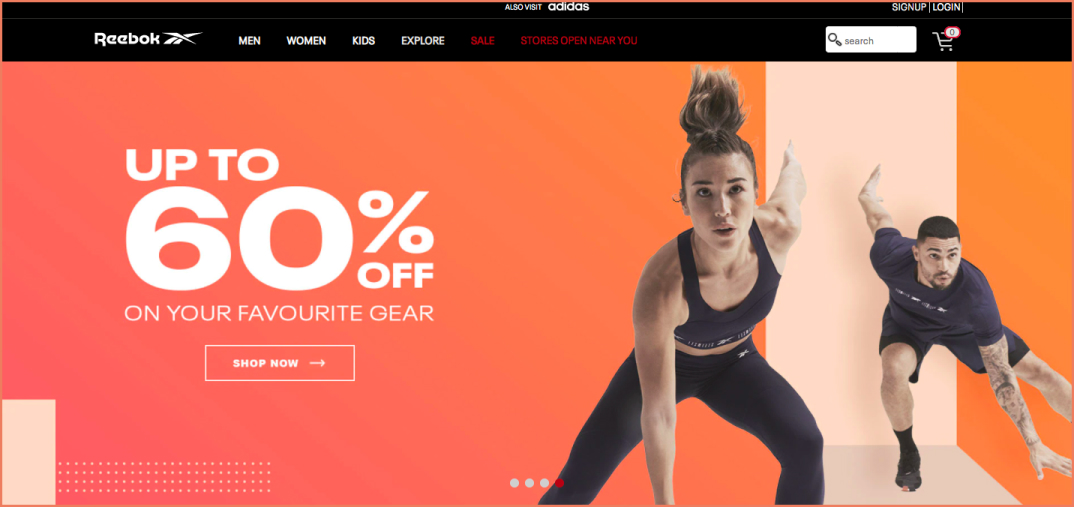 ALSO VISIT adidas
SIGNUP | LOGIN |
Reebok MEN WOMEN KIDS EXPLORE SALE STORES OPEN NEAR YOU search 0
UP TO
60%
OFF
ON YOUR FAVOURITE GEAR
SHOP NOW →